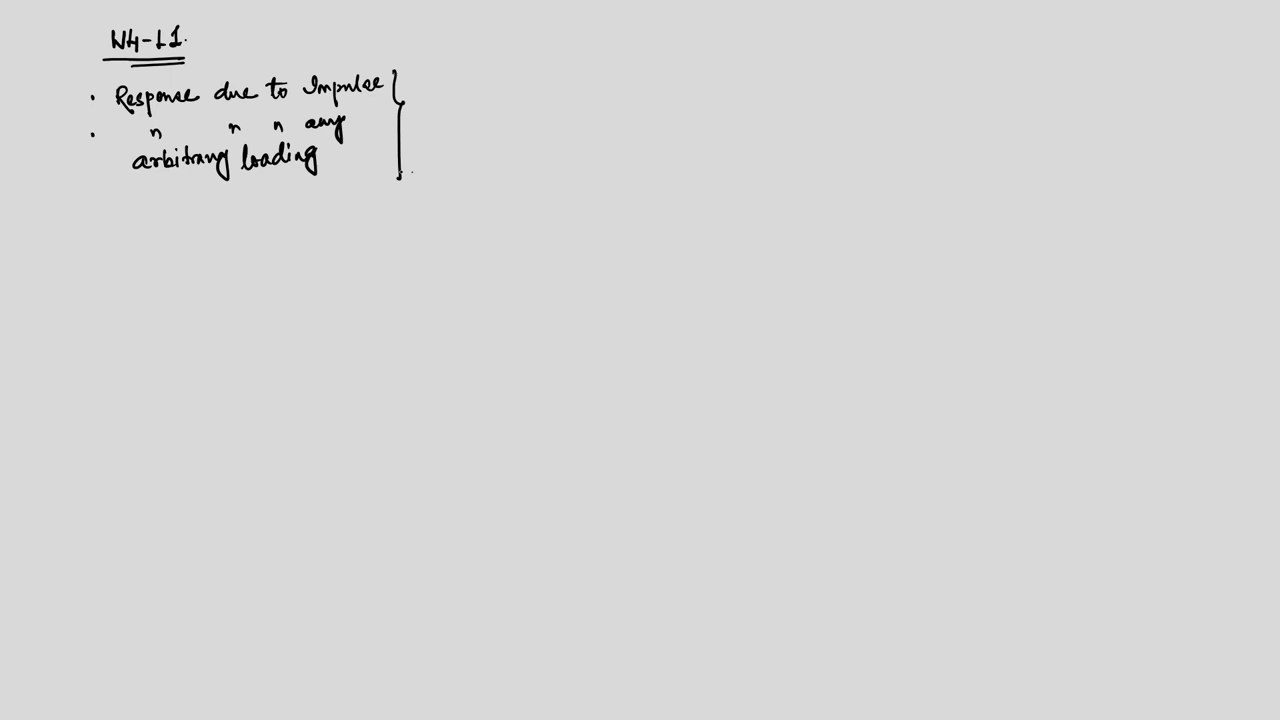 W4-L1.
• Response due to Impulse
• " " " any
arbitrary loading